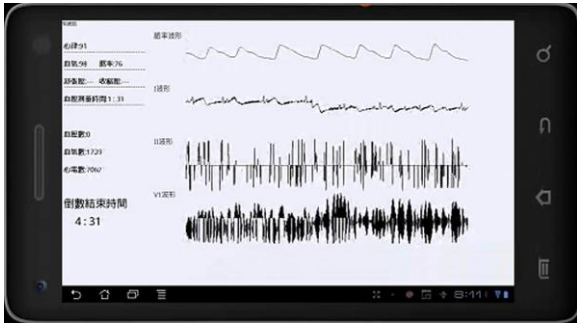 心律:91
血氧:98 脈率:76
舒張壓:--- 收縮壓:---
血壓測量時間1:31
血壓數:0
血氧數:1729
心電數:7062
倒數結束時間
4:31
脈率波形
I波形
II波形
V1波形
8:11